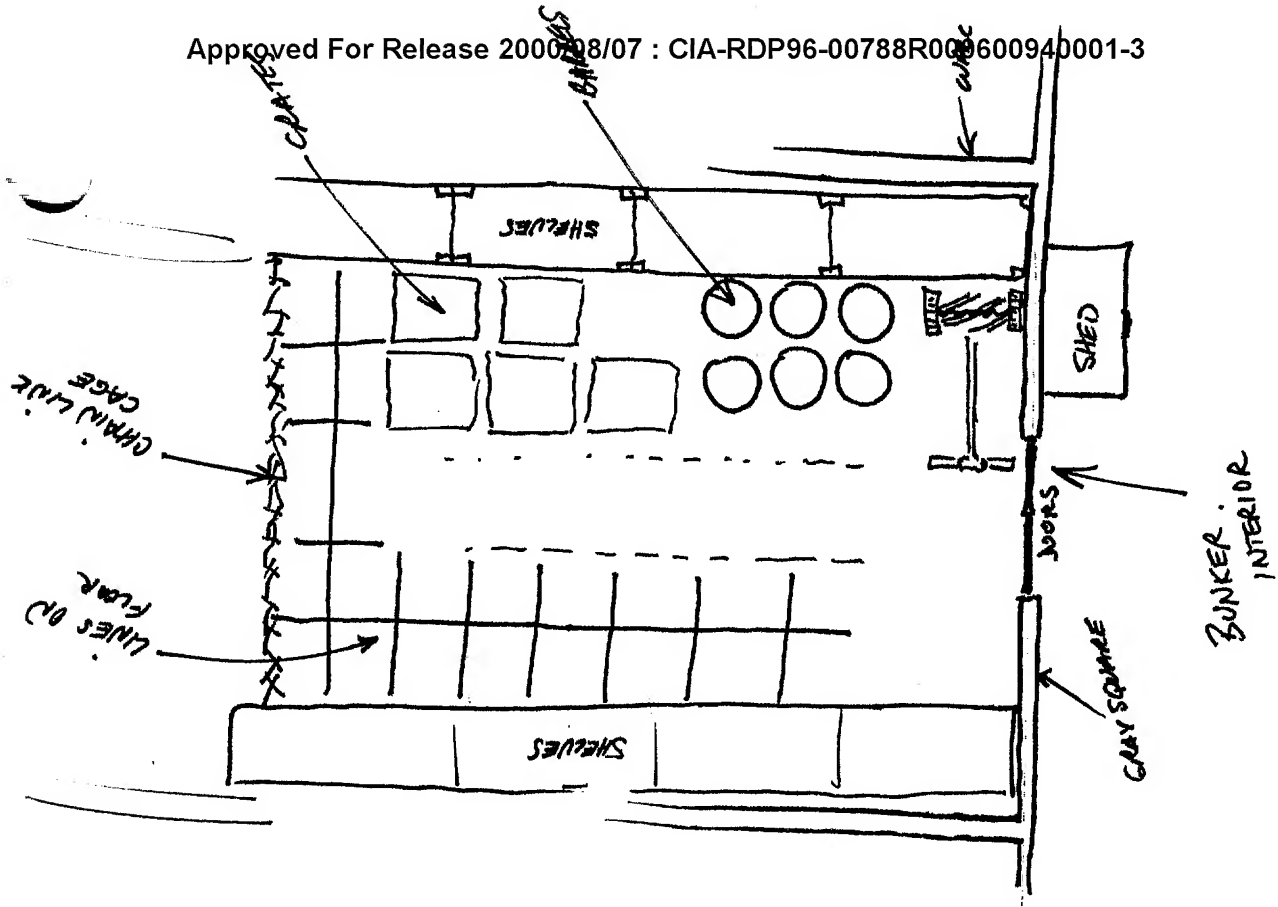 Approved For Release 2000/08/07 : CIA-RDP96-00788R000600940001-3
CRATES
BARRELS
SHELVES
SHED
CHAIN LINK
CAGE
DOORS
BUNKER.
INTERIOR
LINES ON
FLOOR
GRAY SQUARE
SHELVES